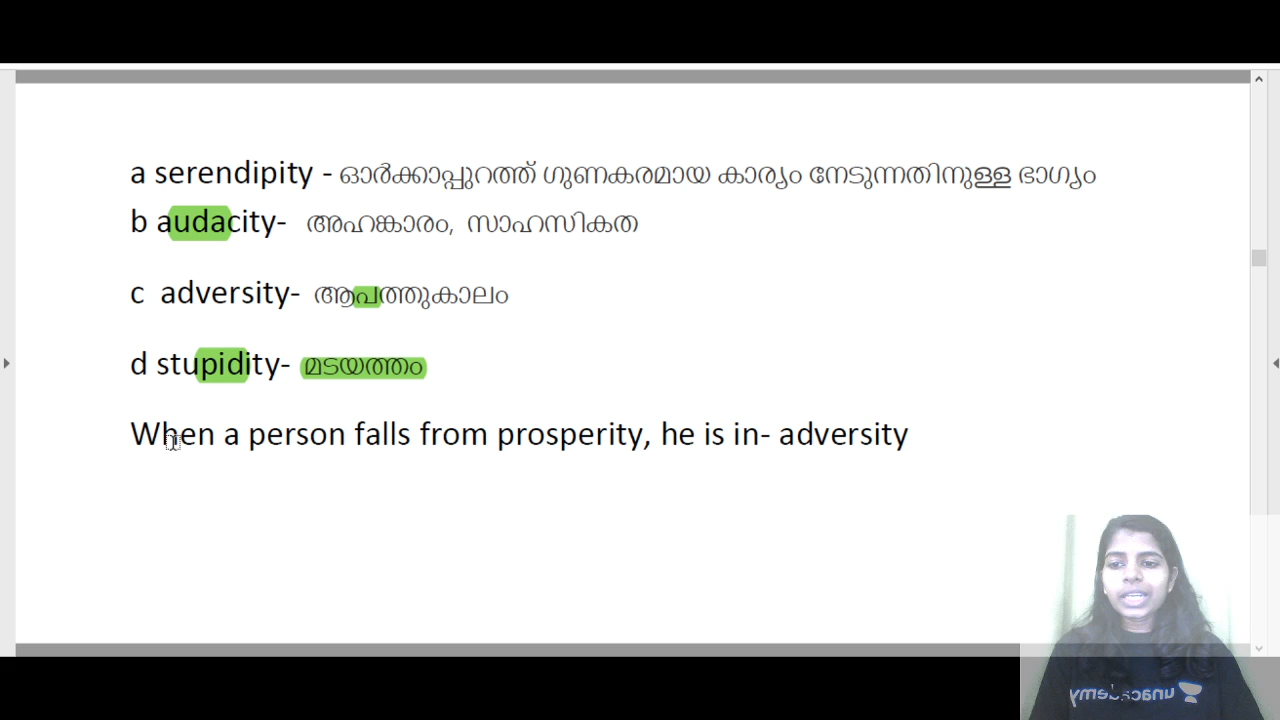 a serendipity - ഓർക്കാപ്പുറത്ത് ഗുണകരമായ കാര്യം നേടുന്നതിനുള്ള ഭാഗ്യം
b audacity- അഹങ്കാരം, സാഹസികത
c adversity- ആപത്തുകാലം
d stupidity- മടയത്തം
When a person falls from prosperity, he is in- adversity
unacademy